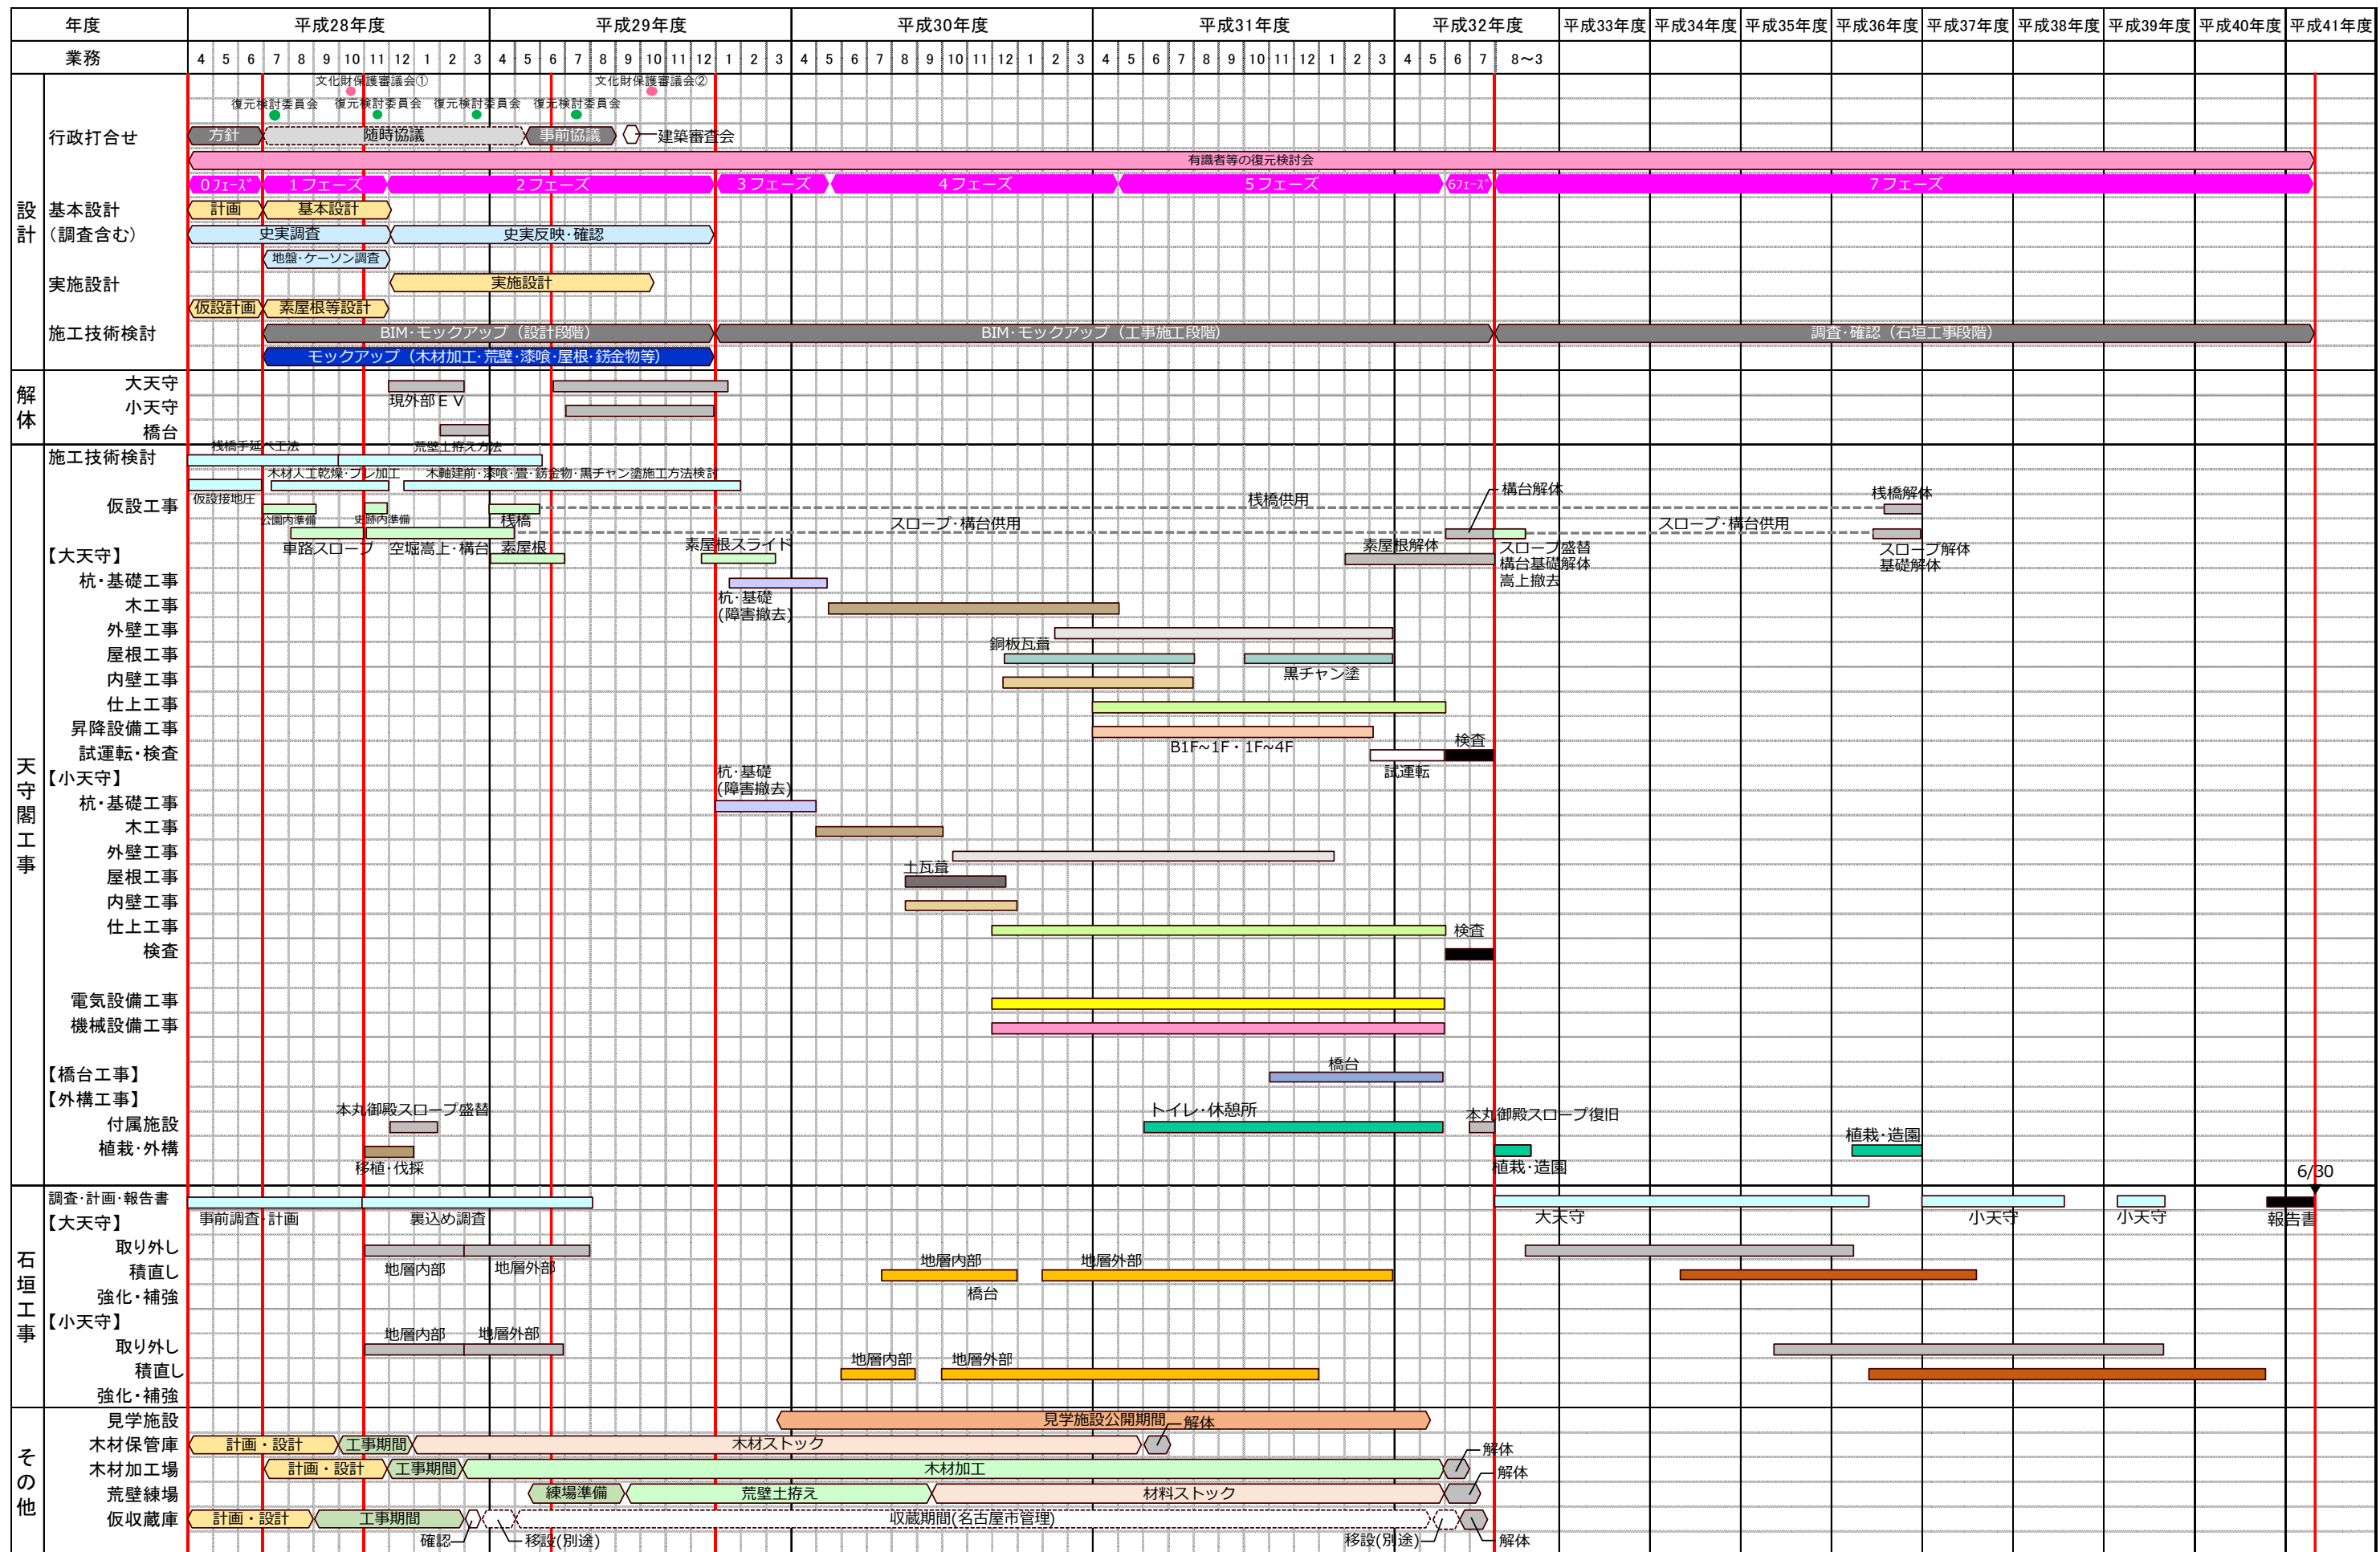 年度 平成28年度 平成29年度 平成30年度 平成31年度 平成32年度 平成33年度 平成34年度 平成35年度 平成36年度 平成37年度 平成38年度 平成39年度 平成40年度 平成41年度
業務 4 5 6 7 8 9 10 11 12 1 2 3 4 5 6 7 8 9 10 11 12 1 2 3 4 5 6 7 8 9 10 11 12 1 2 3 4 5 6 7 8 9 10 11 12 1 2 3 4 5 6 7 8～3
文化財保護審議会① 文化財保護審議会②
復元検討委員会 復元検討委員会 復元検討委員会 復元検討委員会
行政打合せ 方針 随時協議 事前協議 建築審査会
有識者等の復元検討会
0フェーズ 1フェーズ 2フェーズ 3フェーズ 4フェーズ 5フェーズ 6フェーズ 7フェーズ
設計
基本設計 計画 基本設計
（調査含む） 史実調査 史実反映・確認
地盤・ケーソン調査
実施設計 実施設計
仮設計画 素屋根等設計
施工技術検討 BIM・モックアップ（設計段階） BIM・モックアップ（工事施工段階） 調査・確認（石垣工事段階）
モックアップ（木材加工・荒壁・漆喰・屋根・錺金物等）
解体
大天守
現外部ＥＶ
小天守
橋台
天守閣工事
桟橋手延べ工法 荒壁土拵え方法
施工技術検討
木材人工乾燥・プレ加工 木軸建前・漆喰・畳・錺金物・黒チャン塗施工方法検討
仮設接地圧 構台解体 桟橋解体
仮設工事 桟橋供用
公園内準備 史跡内準備 桟橋 スロープ・構台供用 スロープ・構台供用
車路スロープ 空堀嵩上・構台 素屋根 素屋根スライド 素屋根解体 スロープ盛替 スロープ解体
【大天守】 構台基礎解体 基礎解体
杭・基礎工事 嵩上撤去
杭・基礎
(障害撤去)
木工事
外壁工事
銅板瓦葺
屋根工事
黒チャン塗
内壁工事
仕上工事
昇降設備工事
B1F~1F・1F~4F 検査
試運転・検査
試運転
【小天守】 杭・基礎
(障害撤去)
杭・基礎工事
木工事
外壁工事
土瓦葺
屋根工事
内壁工事
仕上工事 検査
検査
電気設備工事
機械設備工事
橋台
【橋台工事】
【外構工事】
本丸御殿スロープ盛替 トイレ・休憩所 本丸御殿スロープ復旧
付属施設
植栽・造園
植栽・外構
移植・伐採 植栽・造園
6/30
石垣工事
調査・計画・報告書
事前調査・計画 裏込め調査 大天守 小天守 小天守 報告書
【大天守】
取り外し
地層内部 地層外部 地層内部 地層外部
積直し
橋台
強化・補強
【小天守】
地層内部 地層外部
取り外し
地層内部 地層外部
積直し
強化・補強
その他
見学施設 見学施設公開期間 解体
木材保管庫 計画・設計 工事期間 木材ストック
解体
木材加工場 計画・設計 工事期間 木材加工
解体
荒壁練場 練場準備 荒壁土拵え 材料ストック
仮収蔵庫 計画・設計 工事期間 収蔵期間(名古屋市管理)
確認 移設(別途) 移設(別途) 解体